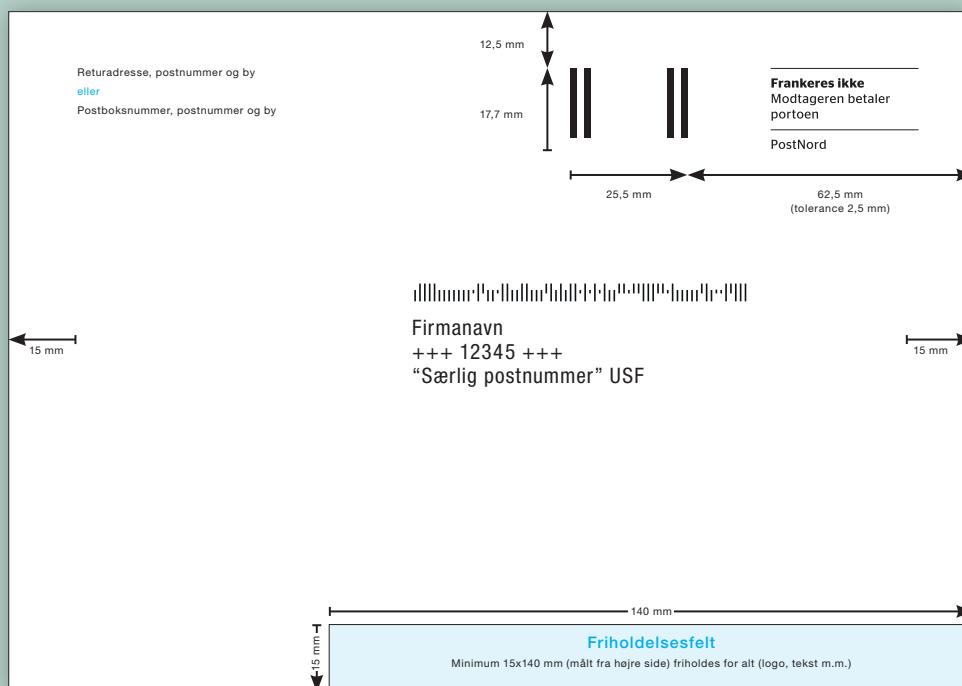 Returadresse, postnummer og by
eller
Postboksnummer, postnummer og by
12,5 mm
17,7 mm
Frankeres ikke
Modtageren betaler
portoen
PostNord
25,5 mm
62,5 mm
(tolerance 2,5 mm)
Firmanavn
+++ 12345 +++
“Særlig postnummer” USF
15 mm
15 mm
140 mm
15 mm
Friholdelsesfelt
Minimum 15x140 mm (målt fra højre side) friholdes for alt (logo, tekst m.m.)